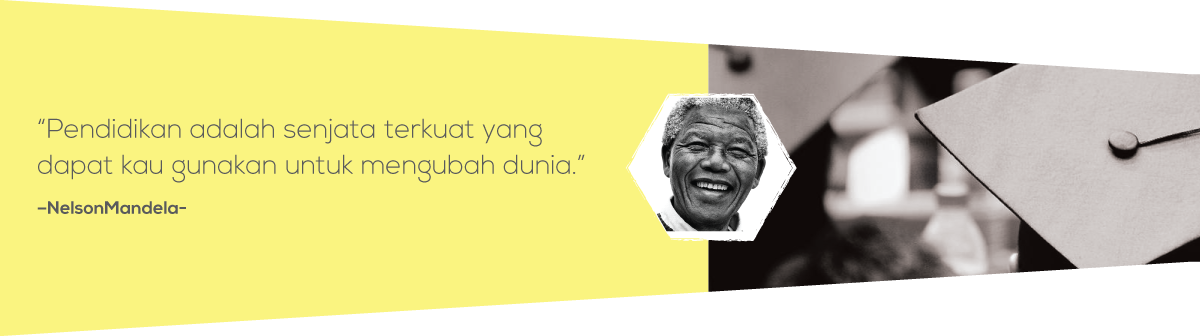 “Pendidikan adalah senjata terkuat yang
dapat kau gunakan untuk mengubah dunia.”
–NelsonMandela-